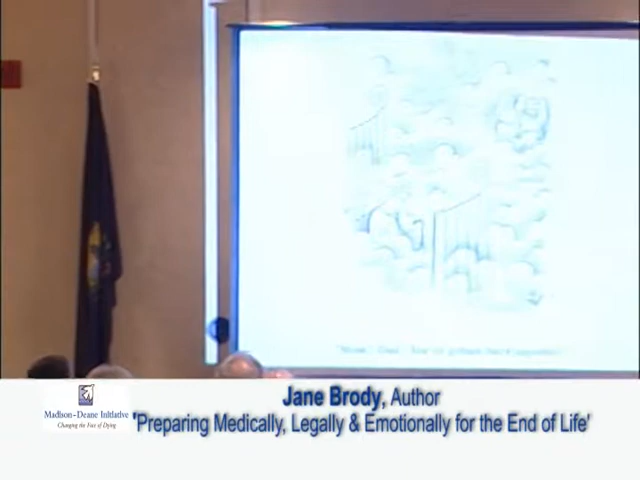 Jane Brody, Author
Madison-Deane Initiative
Changing the Face of Dying
'Preparing Medically, Legally & Emotionally for the End of Life'